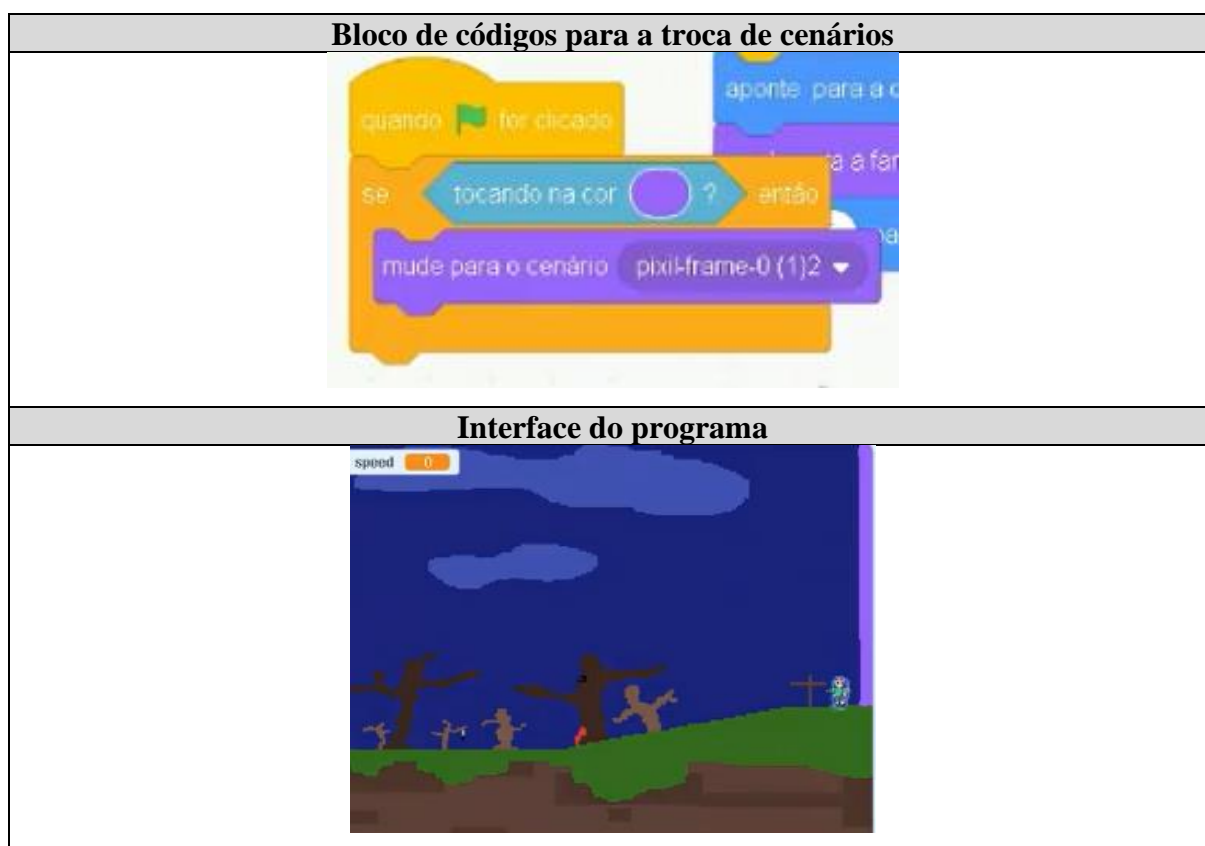 Bloco de códigos para a troca de cenários
aponte para a
quando for clicado
a far
se tocando na cor ? então
mude para o cenário pixil-frame-0 (1)2
Interface do programa
speed 0